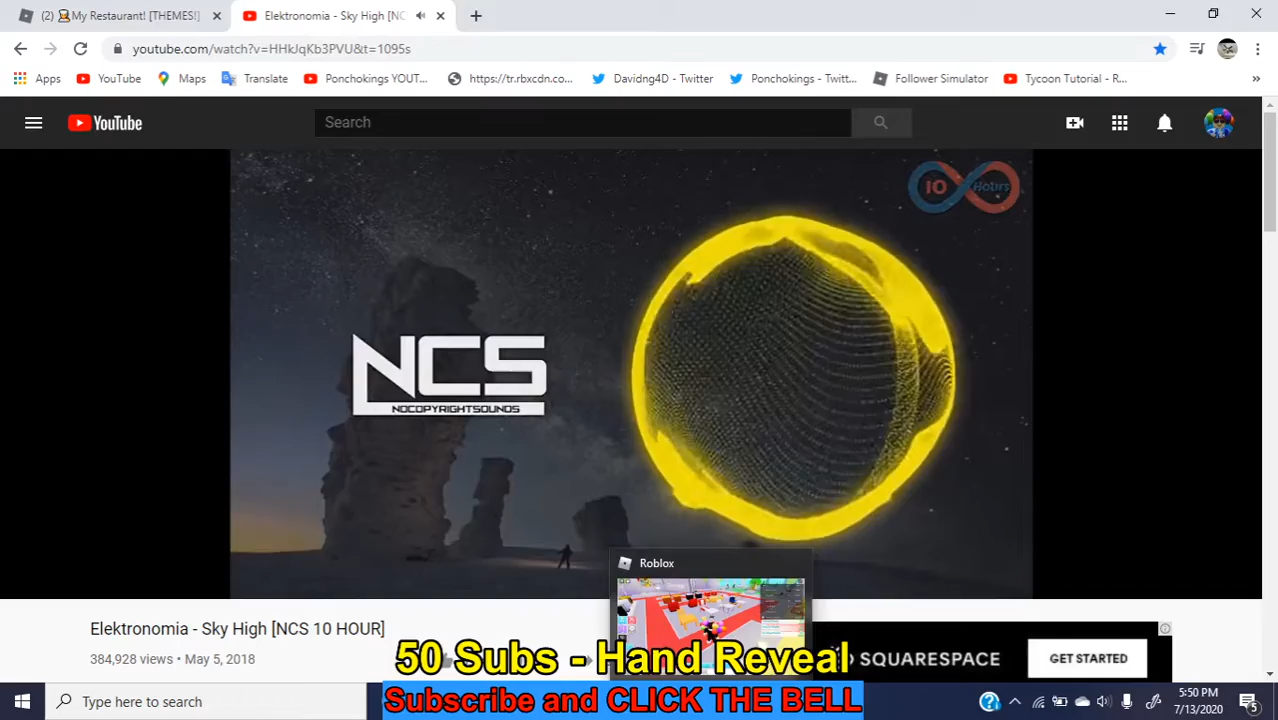 (2) 👩‍🍳My Restaurant! [THEMES!]
Elektronomia - Sky High [NC
youtube.com/watch?v=HHkJqKb3PVU&t=1095s
Apps
YouTube
Maps
Translate
Ponchokings YOUT...
https://tr.rbxcdn.co...
Davidng4D - Twitter
Ponchokings - Twitt...
Follower Simulator
Tycoon Tutorial - R...
»
YouTube
Search
10 Hours
NCS
NOCOPYRIGHTSOUNDS
Roblox
Elektronomia - Sky High [NCS 10 HOUR]
384,928 views • May 5, 2018
SQUARESPACE
GET STARTED
50 Subs - Hand Reveal
Subscribe and CLICK THE BELL
Type here to search
5:50 PM
7/13/2020
5